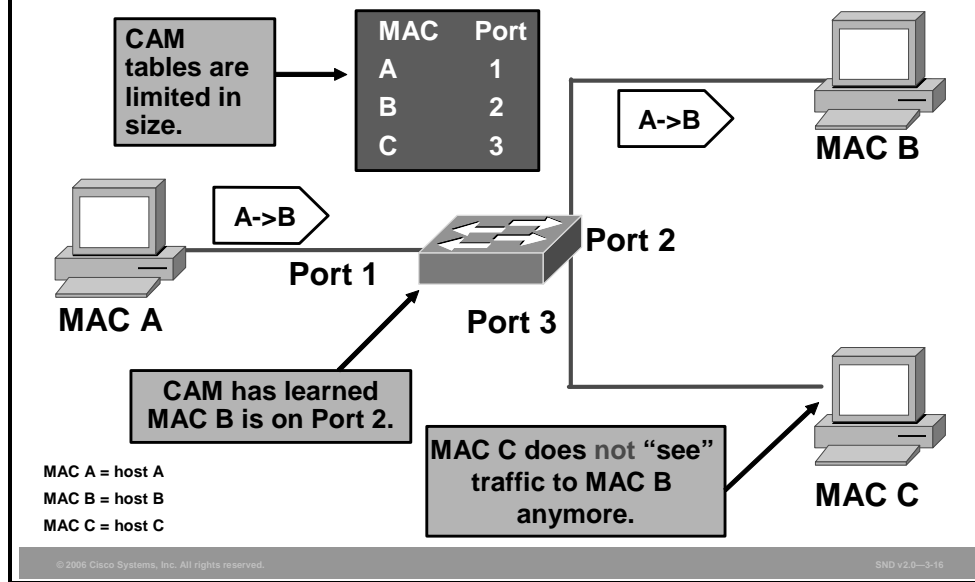 CAM
tables are
limited in
size.
MAC Port
A 1
B 2
C 3
A->B
MAC B
A->B
Port 1
Port 2
MAC A
Port 3
CAM has learned
MAC B is on Port 2.
MAC C does not “see”
traffic to MAC B
anymore.
MAC C
MAC A = host A
MAC B = host B
MAC C = host C
© 2006 Cisco Systems, Inc. All rights reserved.
SND v2.0—3-16